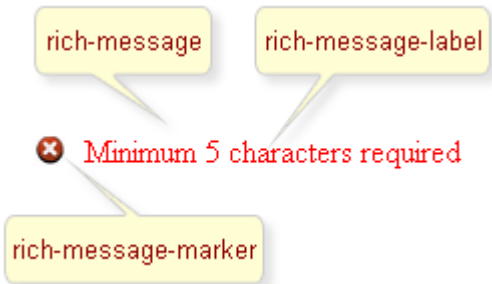 rich-message
rich-message-label
Minimum 5 characters required
rich-message-marker